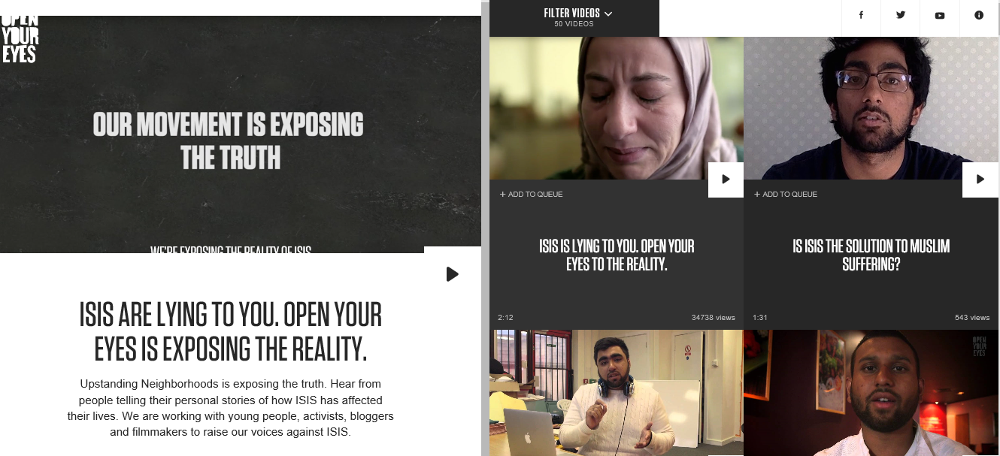 OPEN
YOUR
EYES
OUR MOVEMENT IS EXPOSING
THE TRUTH
WE'RE EXPOSING THE REALITY OF ISIS
ISIS ARE LYING TO YOU. OPEN YOUR
EYES IS EXPOSING THE REALITY.
Upstanding Neighborhoods is exposing the truth. Hear from
people telling their personal stories of how ISIS has affected
their lives. We are working with young people, activists, bloggers
and filmmakers to raise our voices against ISIS.
FILTER VIDEOS
50 VIDEOS
+ ADD TO QUEUE
ISIS IS LYING TO YOU. OPEN YOUR
EYES TO THE REALITY.
2:12
34738 views
+ ADD TO QUEUE
IS ISIS THE SOLUTION TO MUSLIM
SUFFERING?
1:31
543 views
OPEN
YOUR
EYES